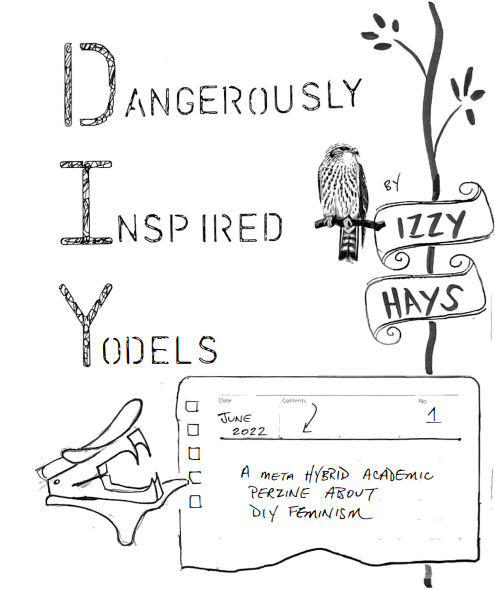 DANGEROUSLY
INSPIRED
YODELS
BY
IZZY
HAYS
Date
Contents
No
JUNE
2022
1
A META HYBRID ACADEMIC
PERZINE ABOUT
DIY FEMINISM